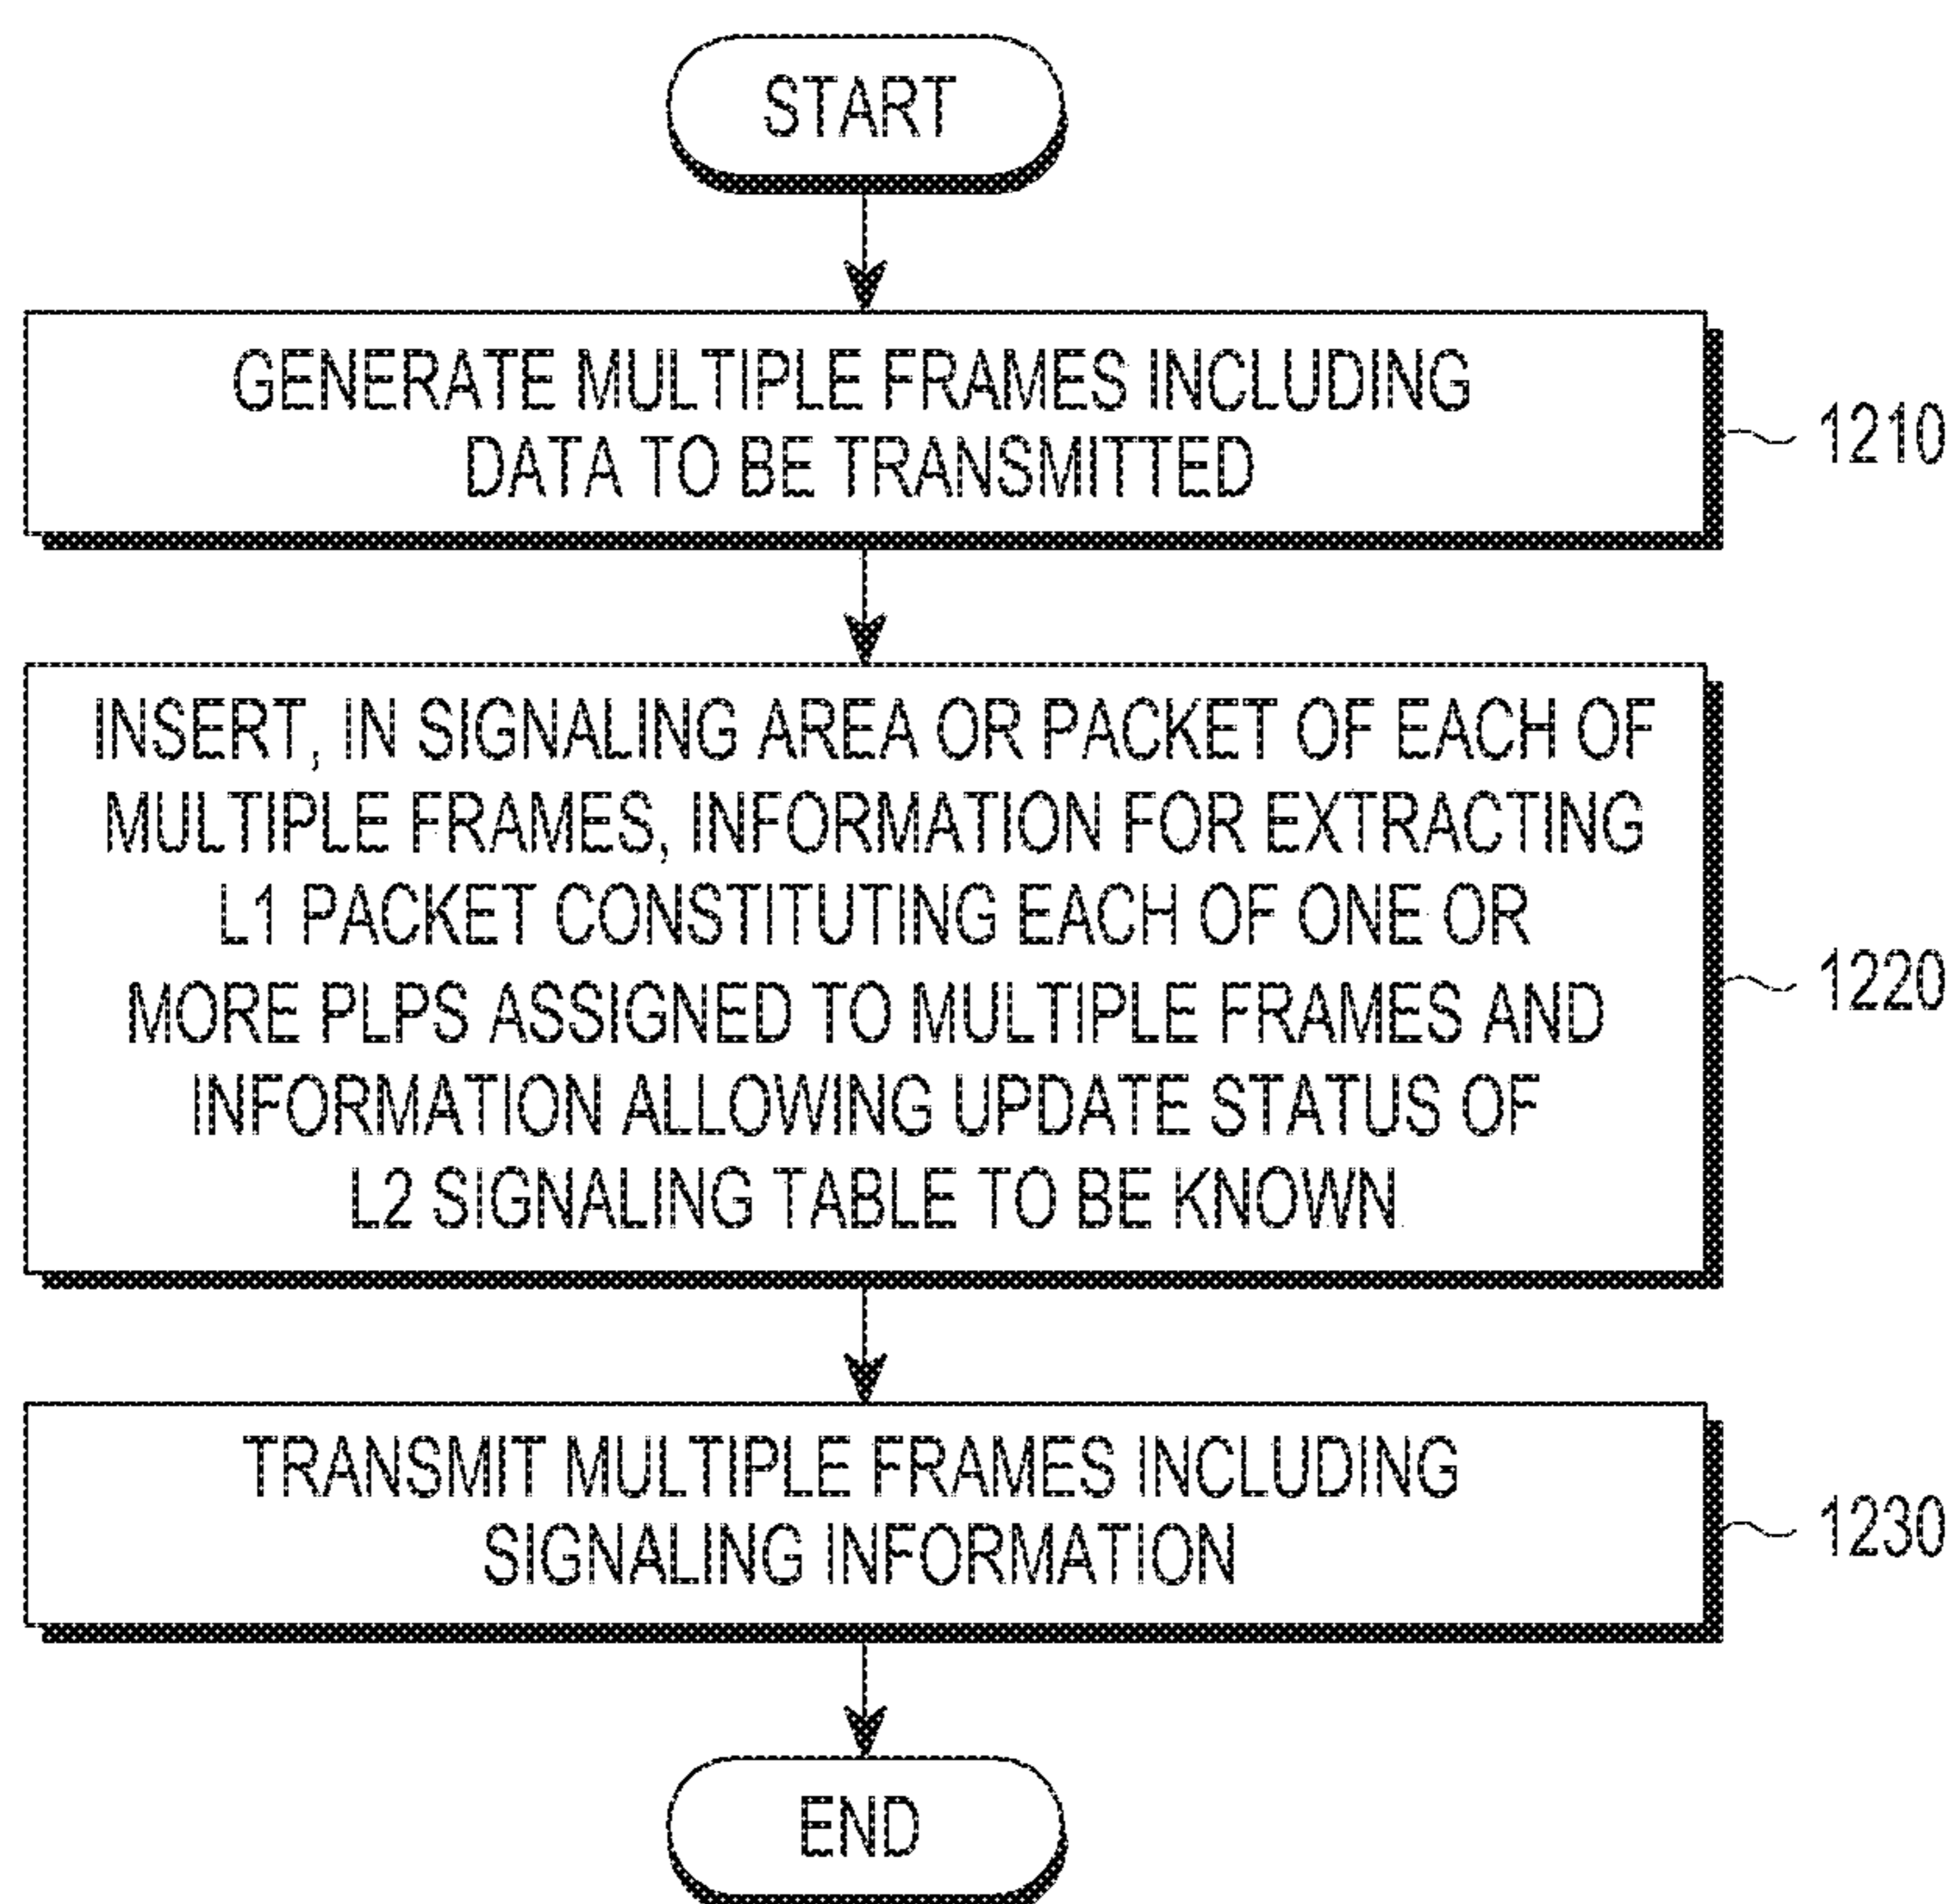 START
GENERATE MULTIPLE FRAMES INCLUDING
DATA TO BE TRANSMITTED
1210
INSERT, IN SIGNALING AREA OR PACKET OF EACH OF
MULTIPLE FRAMES, INFORMATION FOR EXTRACTING
L1 PACKET CONSTITUTING EACH OF ONE OR
MORE PLPS ASSIGNED TO MULTIPLE FRAMES AND
INFORMATION ALLOWING UPDATE STATUS OF
L2 SIGNALING TABLE TO BE KNOWN
1220
TRANSMIT MULTIPLE FRAMES INCLUDING
SIGNALING INFORMATION
1230
END